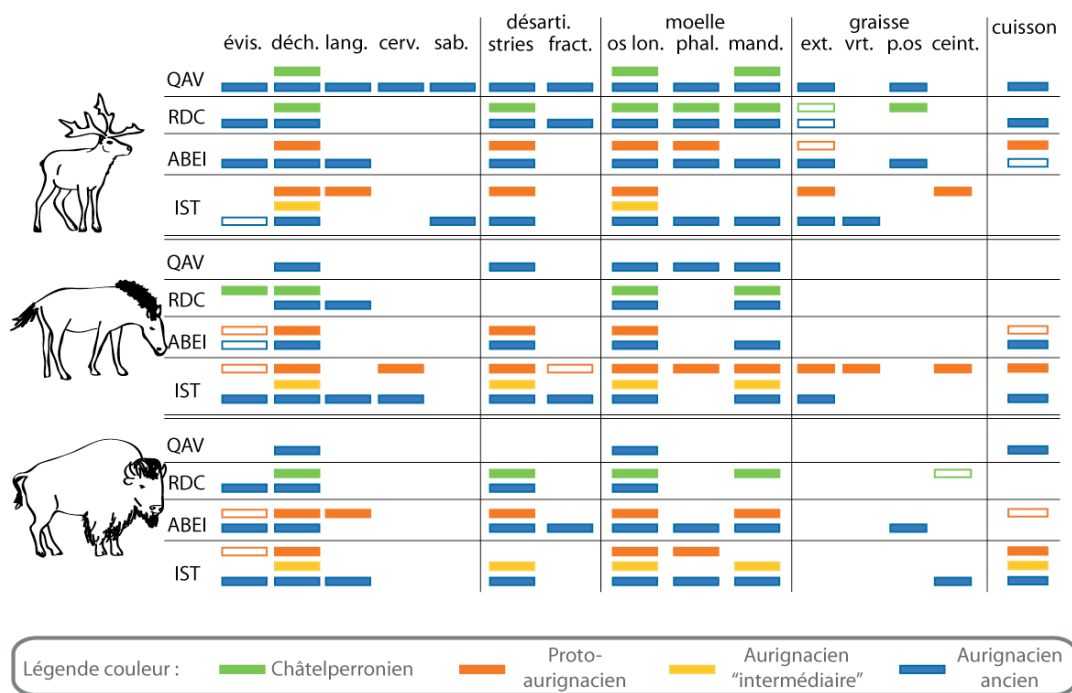 désarti. moelle graisse cuisson
évis. déch. lang. cerv. sab. stries fract. os lon. phal. mand. ext. vrt. p.os ceint.
QAV
RDC
ABEI
IST
QAV
RDC
ABEI
IST
QAV
RDC
ABEI
IST
Légende couleur : Châtelperronien Proto-aurignacien Aurignacien "intermédiaire" Aurignacien ancien